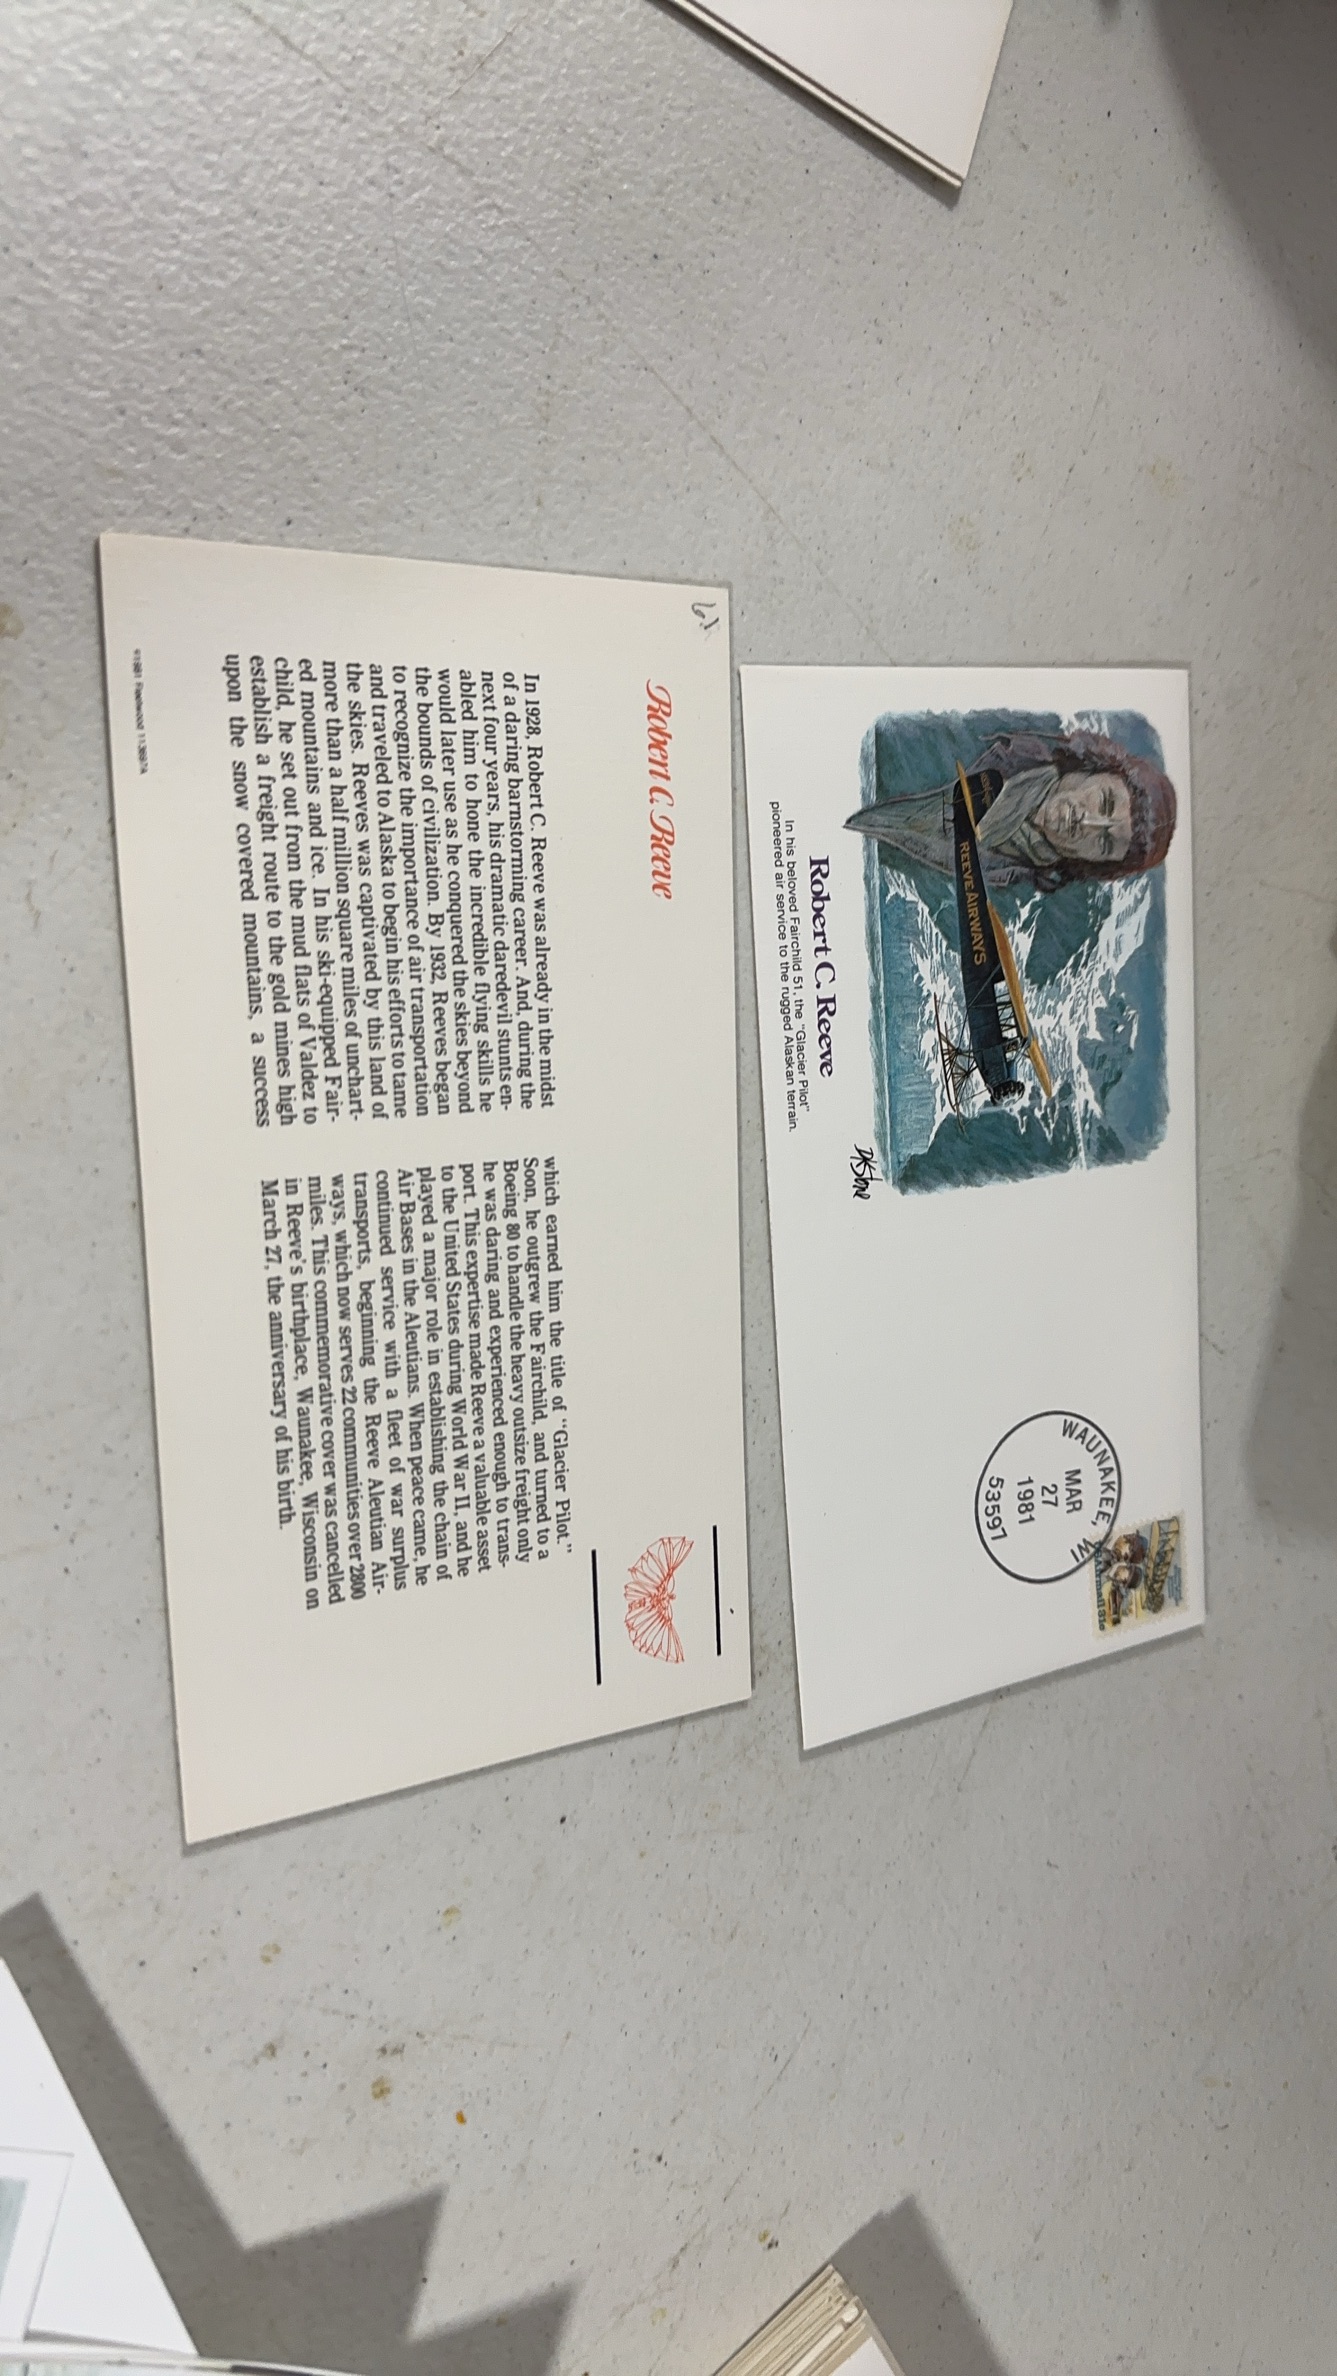 REEVE AIRWAYS
DKStone
Robert C. Reeve
In his beloved Fairchild 51, the "Glacier Pilot"
pioneered air service to the rugged Alaskan terrain.
WAUNAKEE, WI
MAR
27
1981
53597
Airmail 31c
Robert C. Reeve
In 1928, Robert C. Reeve was already in the midst
of a daring barnstorming career. And, during the
next four years, his dramatic daredevil stunts en-
abled him to hone the incredible flying skills he
would later use as he conquered the skies beyond
the bounds of civilization. By 1932, Reeves began
to recognize the importance of air transportation
and traveled to Alaska to begin his efforts to tame
the skies. Reeves was captivated by this land of
more than a half million square miles of unchart-
ed mountains and ice. In his ski-equipped Fair-
child, he set out from the mud flats of Valdez to
establish a freight route to the gold mines high
upon the snow covered mountains, a success
which earned him the title of "Glacier Pilot."
Soon, he outgrew the Fairchild, and turned to a
Boeing 80 to handle the heavy outsize freight only
he was daring and experienced enough to trans-
port. This expertise made Reeve a valuable asset
to the United States during World War II, and he
played a major role in establishing the chain of
Air Bases in the Aleutians. When peace came, he
continued service with a fleet of war surplus
transports, beginning the Reeve Aleutian Air-
ways, which now serves 22 communities over 2800
miles. This commemorative cover was cancelled
in Reeve's birthplace, Waunakee, Wisconsin on
March 27, the anniversary of his birth.
©1981 Fleetwood